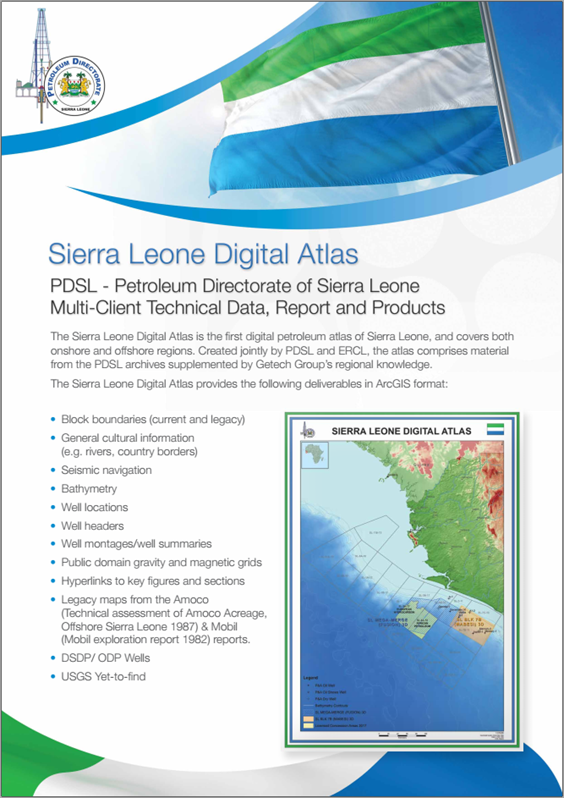 PETROLEUM DIRECTORATE
SIERRA LEONE
Sierra Leone Digital Atlas
PDSL - Petroleum Directorate of Sierra Leone
Multi-Client Technical Data, Report and Products
The Sierra Leone Digital Atlas is the first digital petroleum atlas of Sierra Leone, and covers both
onshore and offshore regions. Created jointly by PDSL and ERCL, the atlas comprises material
from the PDSL archives supplemented by Getech Group's regional knowledge.
The Sierra Leone Digital Atlas provides the following deliverables in ArcGIS format:
• Block boundaries (current and legacy)
• General cultural information
(e.g. rivers, country borders)
• Seismic navigation
• Bathymetry
• Well locations
• Well headers
• Well montages/well summaries
• Public domain gravity and magnetic grids
• Hyperlinks to key figures and sections
• Legacy maps from the Amoco
(Technical assessment of Amoco Acreage,
Offshore Sierra Leone 1987) & Mobil
(Mobil exploration report 1982) reports.
• DSDP/ ODP Wells
• USGS Yet-to-find
SIERRA LEONE DIGITAL ATLAS
Legend